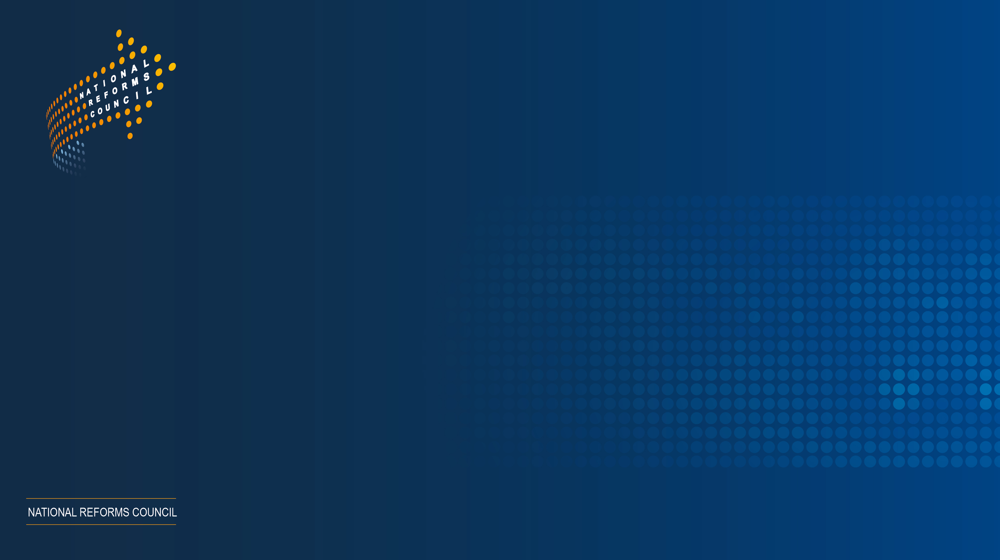 NATIONAL
REFORMS
COUNCIL
NATIONAL REFORMS COUNCIL